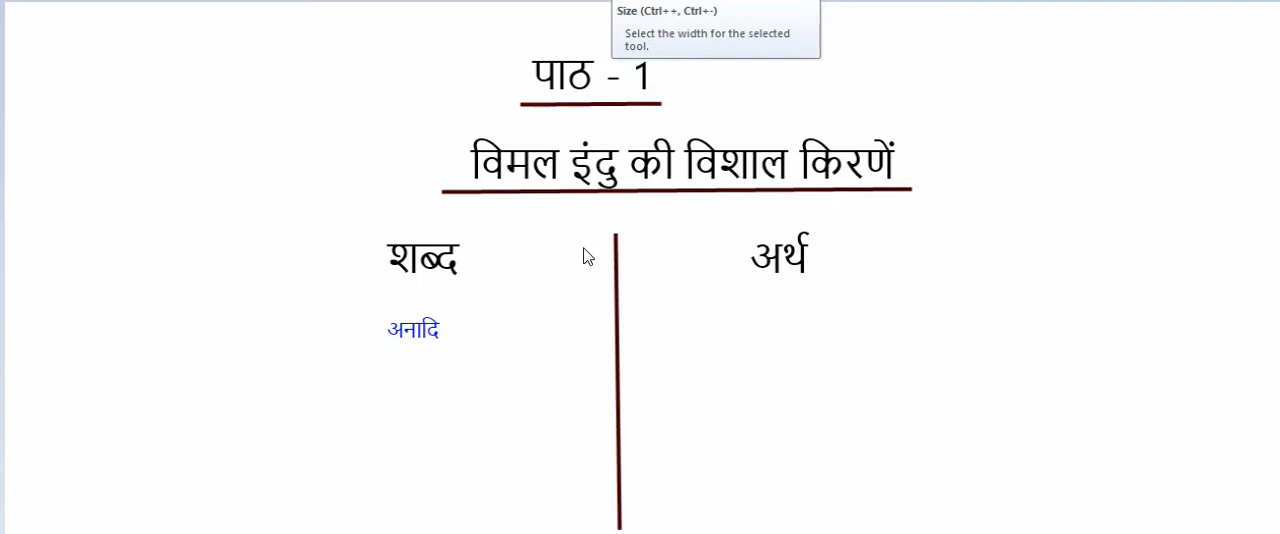 Size (Ctrl++, Ctrl+-)
Select the width for the selected
tool.
पाठ - 1
विमल इंदु की विशाल किरणें
शब्द अर्थ
अनादि